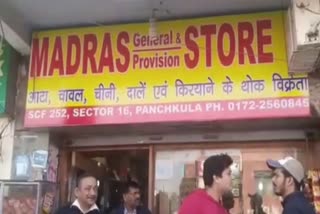 MADRAS General & Provision STORE
आटा, चावल, चीनी, दालें एवं किरयाने के थोक विक्रेता
SCF 252, SECTOR 16, PANCHKULA PH. 0172-2560845